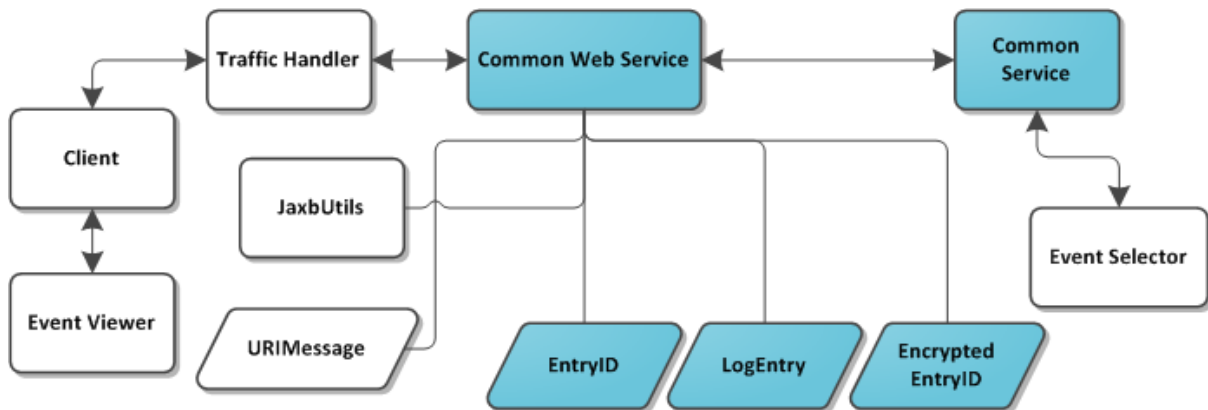 Traffic Handler
Common Web Service
Common
Service
Client
JaxbUtils
Event Selector
Event Viewer
URIMessage
EntryID
LogEntry
Encrypted
EntryID